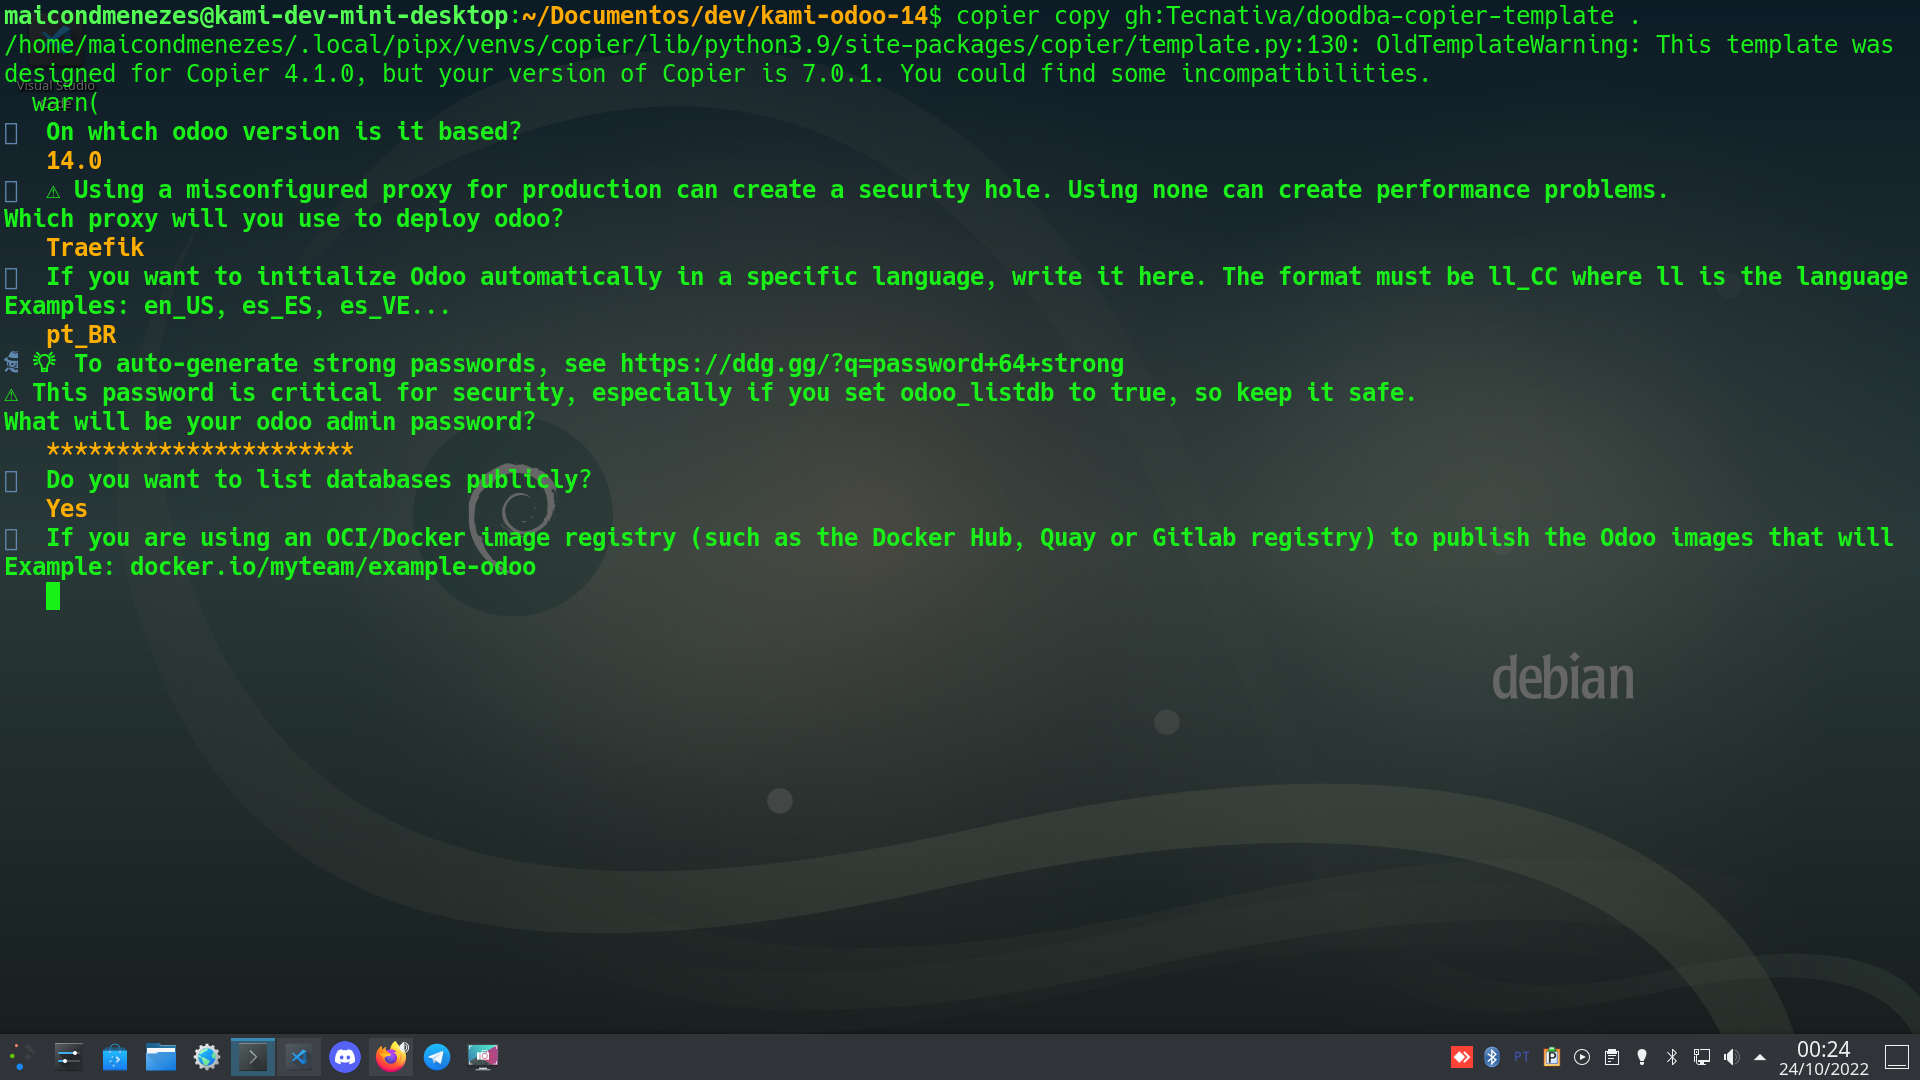 maicondmenezes@kami-dev-mini-desktop:~/Documentos/dev/kami-odoo-14$ copier copy gh:Tecnativa/doodba-copier-template .
/home/maicondmenezes/.local/pipx/venvs/copier/lib/python3.9/site-packages/copier/template.py:130: OldTemplateWarning: This template was
designed for Copier 4.1.0, but your version of Copier is 7.0.1. You could find some incompatibilities.
Visual Studio
warn(
On which odoo version is it based?
14.0
⚠ Using a misconfigured proxy for production can create a security hole. Using none can create performance problems.
Which proxy will you use to deploy odoo?
Traefik
If you want to initialize Odoo automatically in a specific language, write it here. The format must be ll_CC where ll is the language
Examples: en_US, es_ES, es_VE...
pt_BR
💡 To auto-generate strong passwords, see https://ddg.gg/?q=password+64+strong
⚠ This password is critical for security, especially if you set odoo_listdb to true, so keep it safe.
What will be your odoo admin password?
**********************
Do you want to list databases publicly?
Yes
If you are using an OCI/Docker image registry (such as the Docker Hub, Quay or Gitlab registry) to publish the Odoo images that will
Example: docker.io/myteam/example-odoo
debian
PT
00:24
24/10/2022